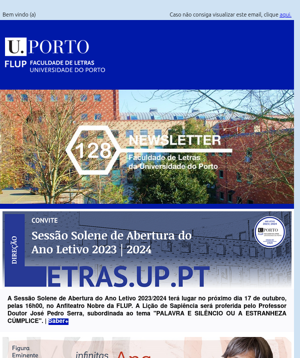 Bem vindo (a)
Caso não consiga visualizar este email, clique aqui.
U.PORTO
FLUP FACULDADE DE LETRAS
UNIVERSIDADE DO PORTO
128
NEWSLETTER
Faculdade de Letras
da Universidade do Porto
DIREÇÃO
CONVITE
Sessão Solene de Abertura do
Ano Letivo 2023 | 2024
U.PORTO
LETRAS.UP.PT
A Sessão Solene de Abertura do Ano Letivo 2023/2024 terá lugar no próximo dia 17 de outubro,
pelas 16h00, no Anfiteatro Nobre da FLUP. A Lição de Sapiência será proferida pelo Professor
Doutor José Pedro Serra, subordinada ao tema "PALAVRA E SILÊNCIO OU A ESTRANHEZA
CÚMPLICE". | Saber+
Figura
Eminente
infinitas
Ana